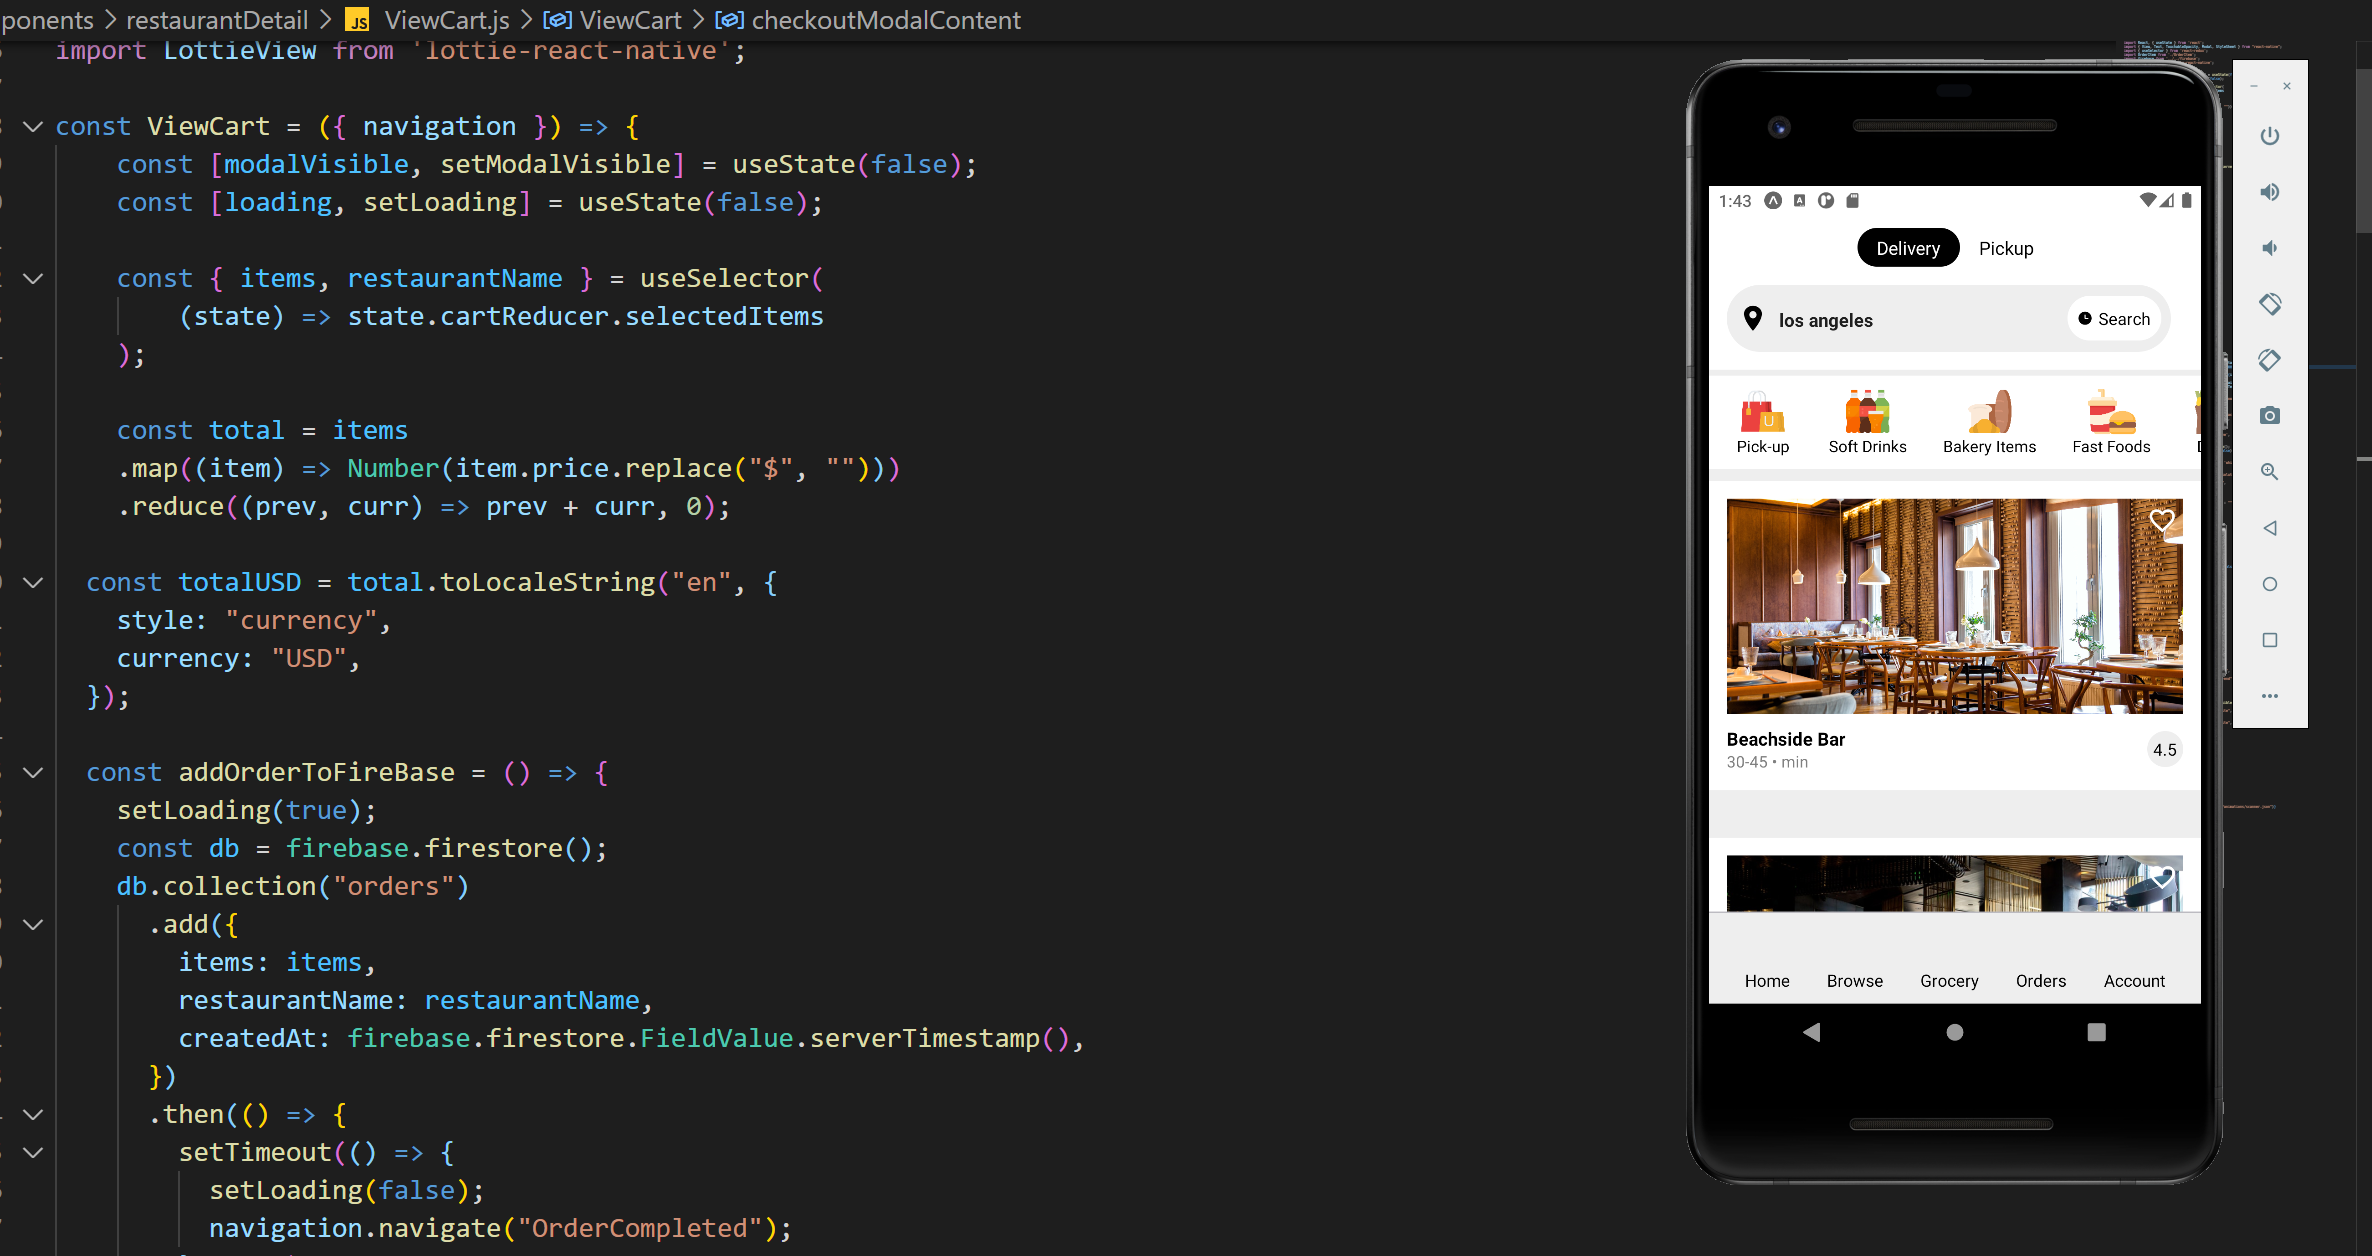 ponents > restaurantDetail > JS ViewCart.js > ViewCart > checkoutModalContent
import LottieView from 'lottie-react-native';
const ViewCart = ({ navigation }) => {
const [modalVisible, setModalVisible] = useState(false);
const [loading, setLoading] = useState(false);
const { items, restaurantName } = useSelector(
(state) => state.cartReducer.selectedItems
);
const total = items
.map((item) => Number(item.price.replace("$", "")))
.reduce((prev, curr) => prev + curr, 0);
const totalUSD = total.toLocaleString("en", {
style: "currency",
currency: "USD",
});
const addOrderToFireBase = () => {
setLoading(true);
const db = firebase.firestore();
db.collection("orders")
.add({
items: items,
restaurantName: restaurantName,
createdAt: firebase.firestore.FieldValue.serverTimestamp(),
})
.then(() => {
setTimeout(() => {
setLoading(false);
navigation.navigate("OrderCompleted");
1:43
Delivery Pickup
los angeles Search
Pick-up Soft Drinks Bakery Items Fast Foods
Beachside Bar
30-45 • min
4.5
Home Browse Grocery Orders Account